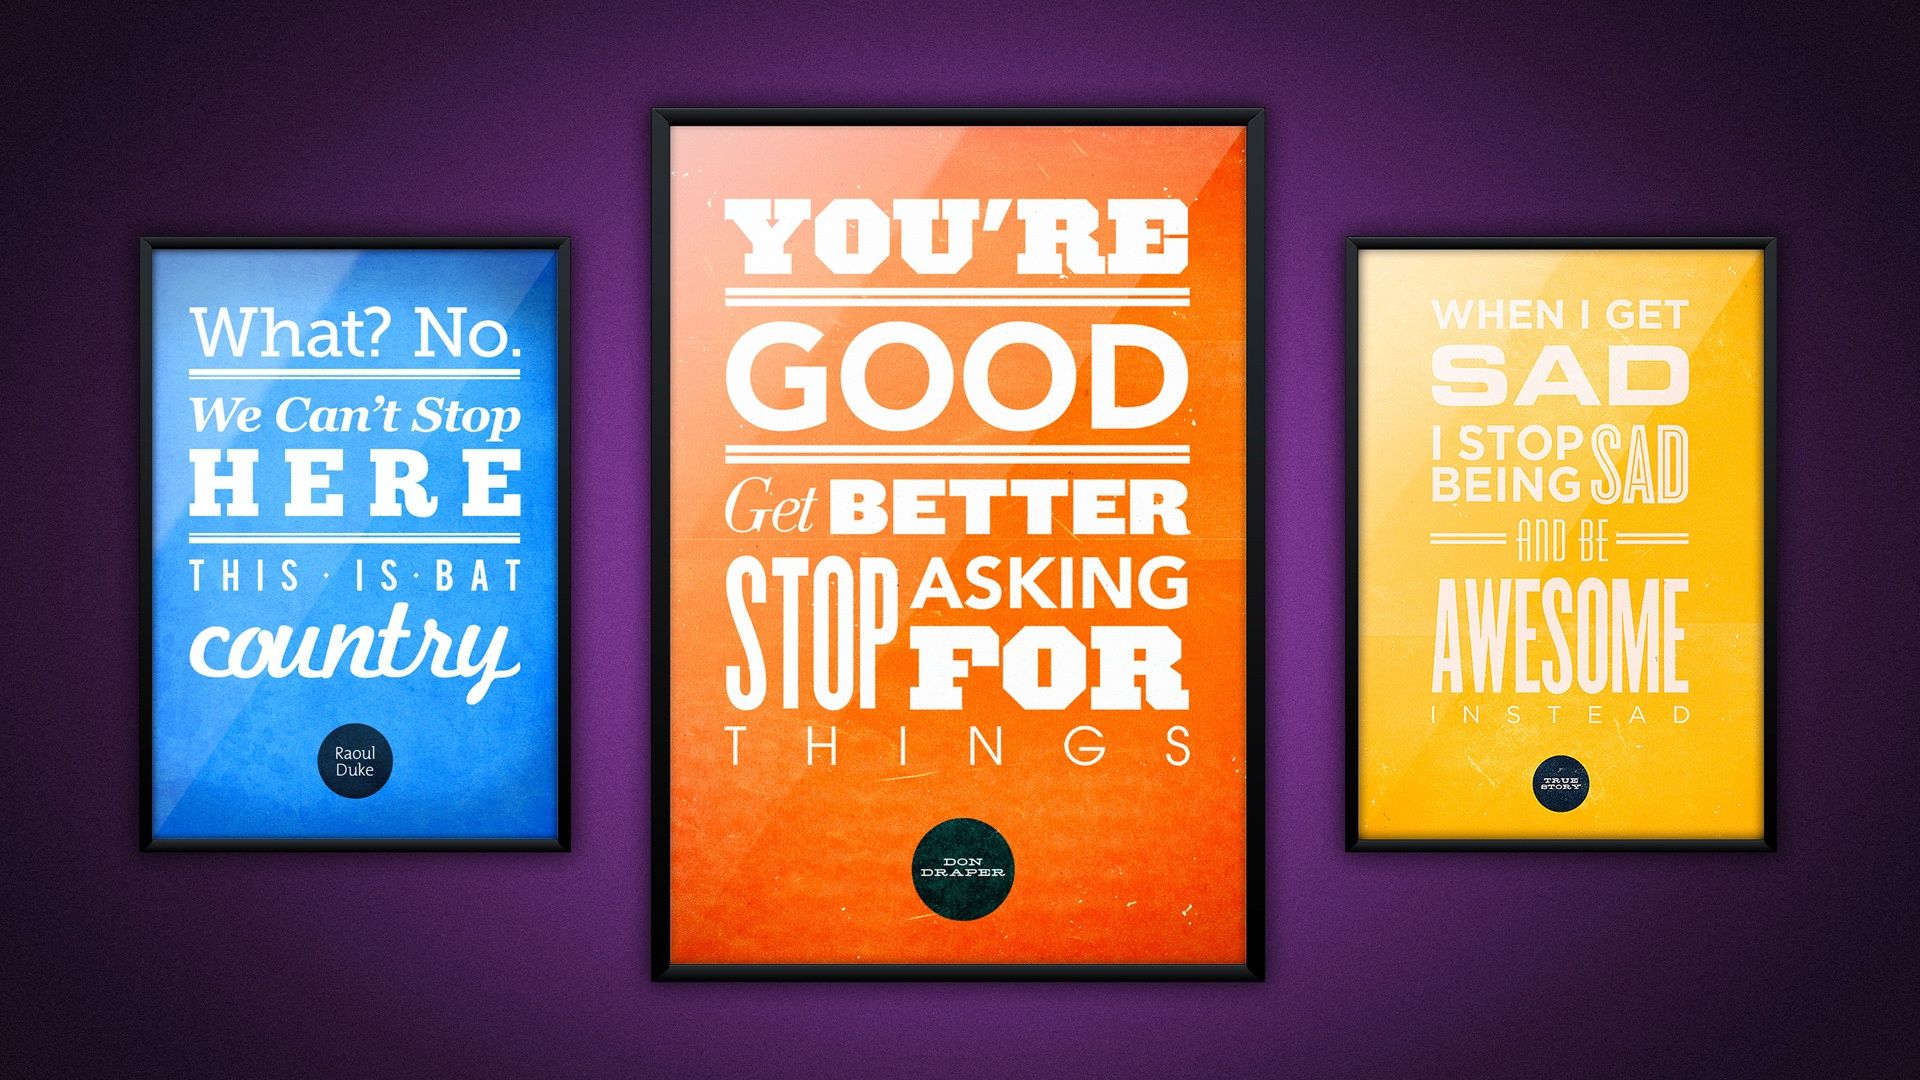 What? No.
We Can't Stop
HERE
THIS · IS · BAT
country
Raoul
Duke
YOU'RE
GOOD
Get BETTER
STOP ASKING
FOR
THINGS
DON
DRAPER
WHEN I GET
SAD
I STOP
BEING SAD
AND BE
AWESOME
INSTEAD
TRUE
STORY